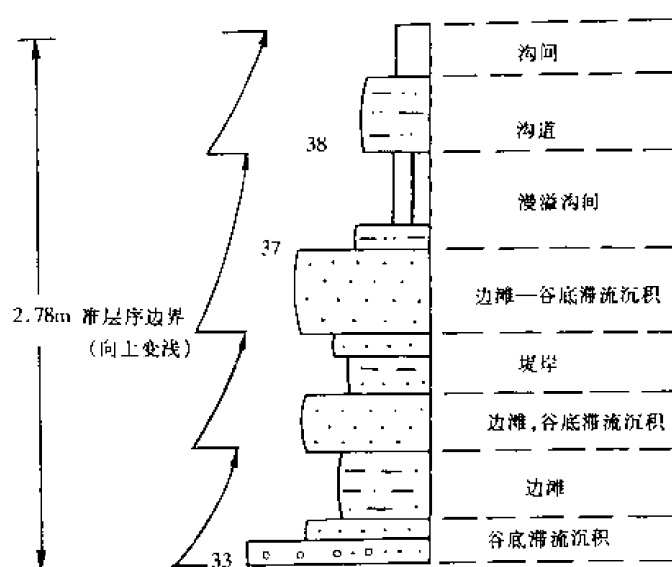 沟间
沟道
38
漫溢沟间
37
边滩—谷底滞流沉积
2.78m 准层序边界
(向上变浅)
堤岸
边滩,谷底滞流沉积
边滩
谷底滞流沉积
33